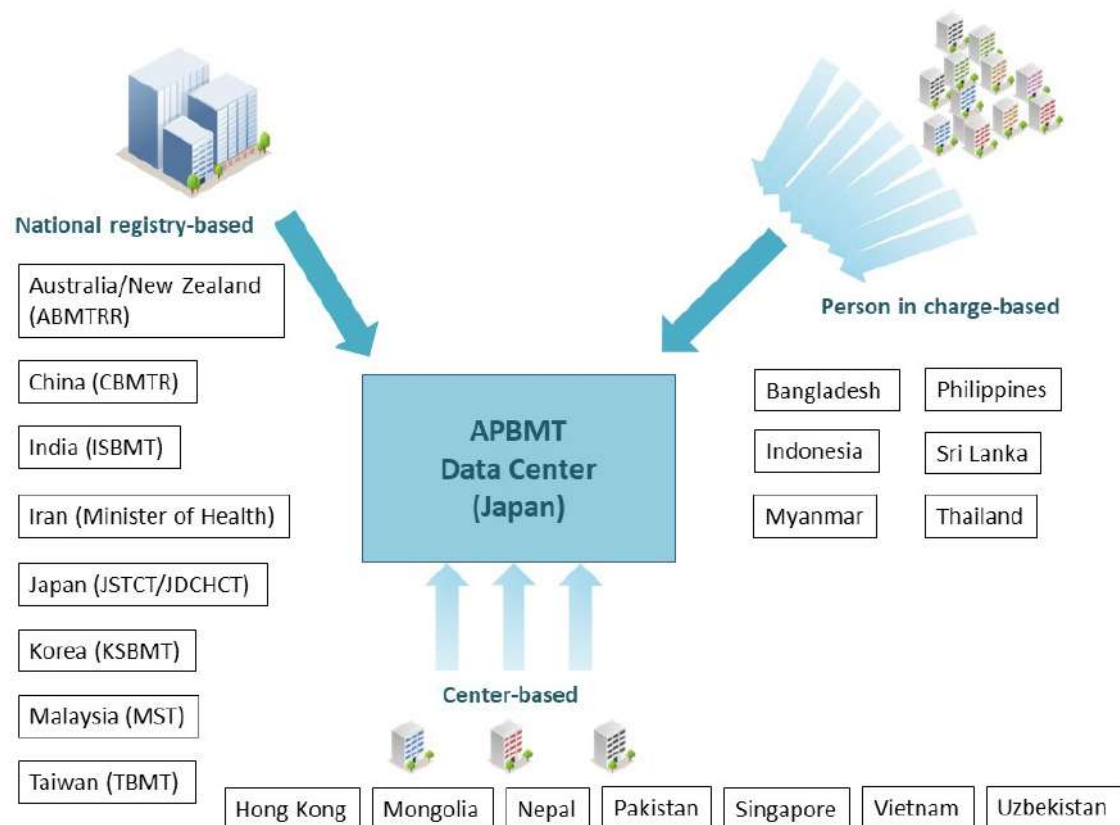 National registry-based
Australia/New Zealand
(ABMTRR)
China (CBMTR)
India (ISBMT)
Iran (Minister of Health)
Japan (JSTCT/JDCHCT)
Korea (KSBMT)
Malaysia (MST)
Taiwan (TBMT)
APBMT
Data Center
(Japan)
Person in charge-based
Bangladesh
Philippines
Indonesia
Sri Lanka
Myanmar
Thailand
Center-based
Hong Kong
Mongolia
Nepal
Pakistan
Singapore
Vietnam
Uzbekistan